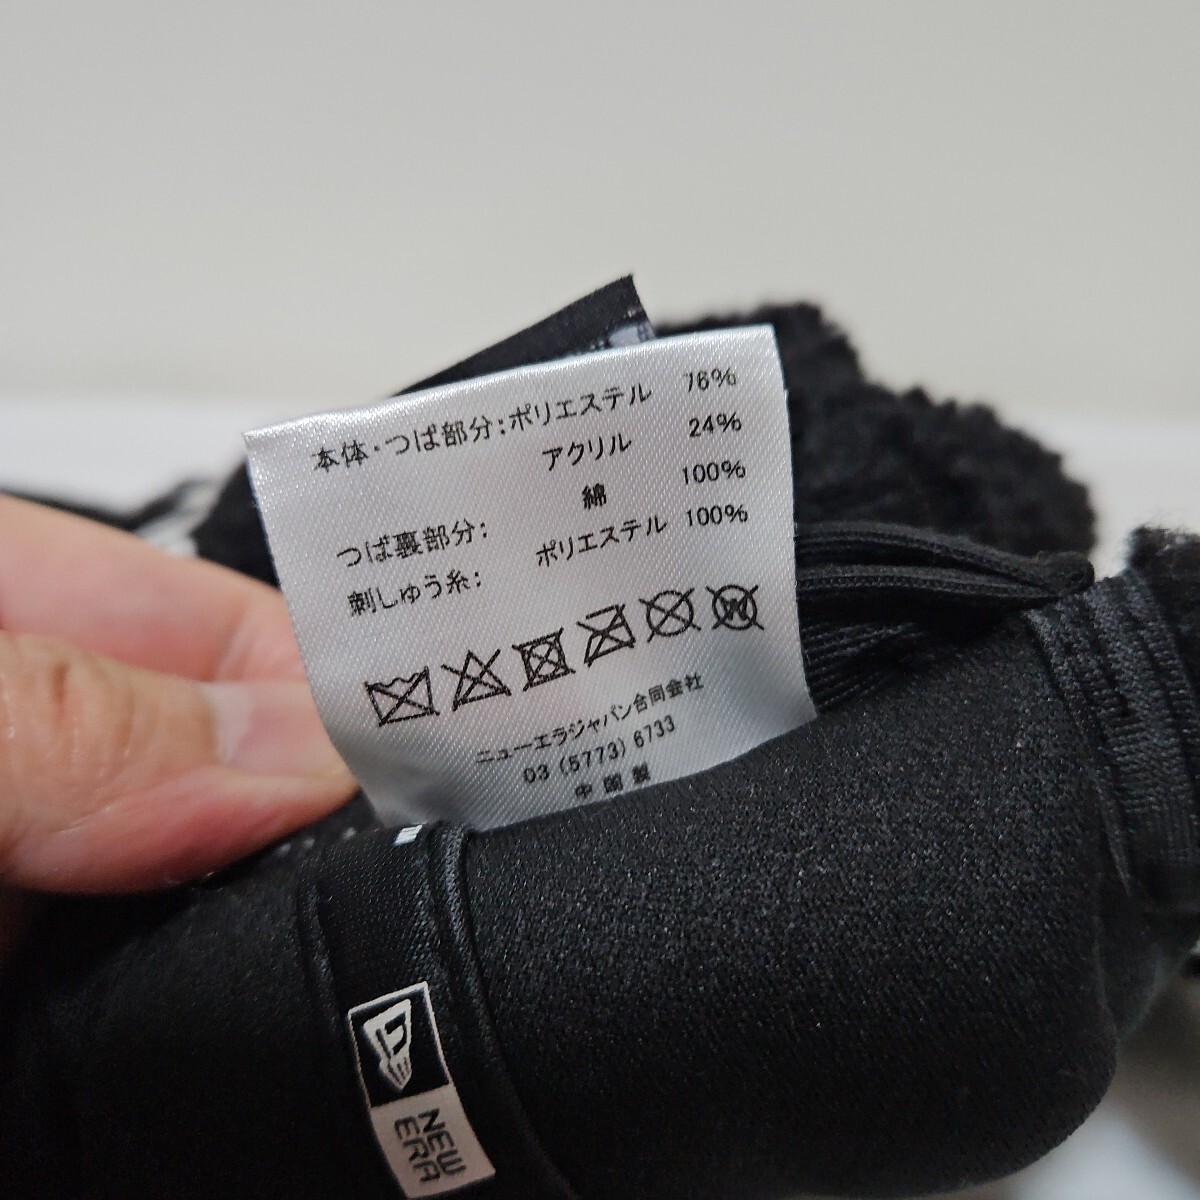 本体・つば部分:ポリエステル 76%
アクリル 24%
つば裏部分: 綿 100%
刺しゅう糸: ポリエステル 100%
W
ニューエラジャパン合同会社
03 (5773) 6733
中国製
NEW
ERA